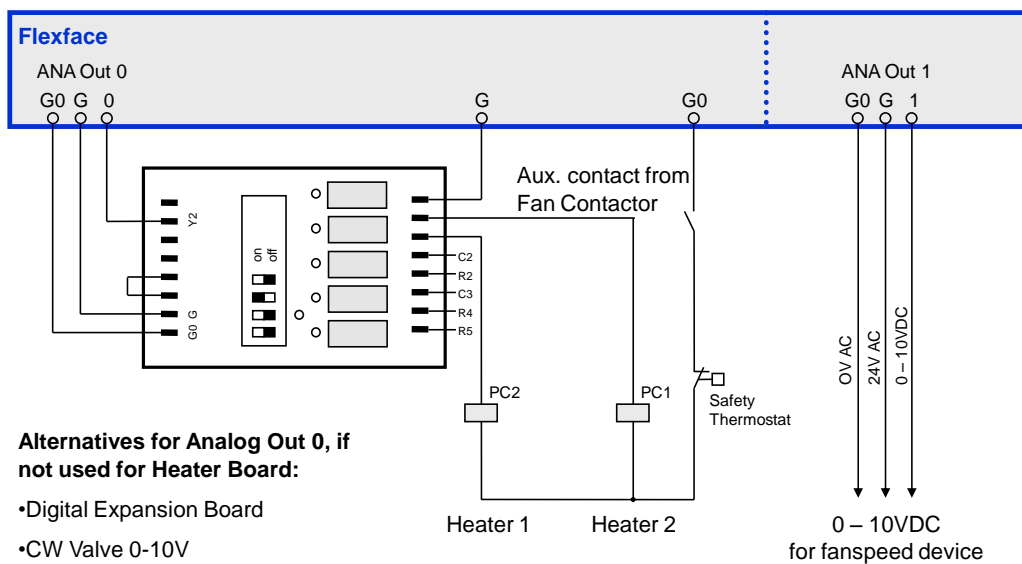 Flexface
ANA Out 0
ANA Out 1
G0 G 0
G
G0
G0 G 1
Aux. contact from
Fan Contactor
Y2
on
off
G
G0
C2
R2
C3
R4
R5
OV AC
24V AC
0 – 10VDC
PC2
PC1
Safety
Thermostat
Alternatives for Analog Out 0, if
not used for Heater Board:
•Digital Expansion Board
•CW Valve 0-10V
Heater 1
Heater 2
0 – 10VDC
for fanspeed device